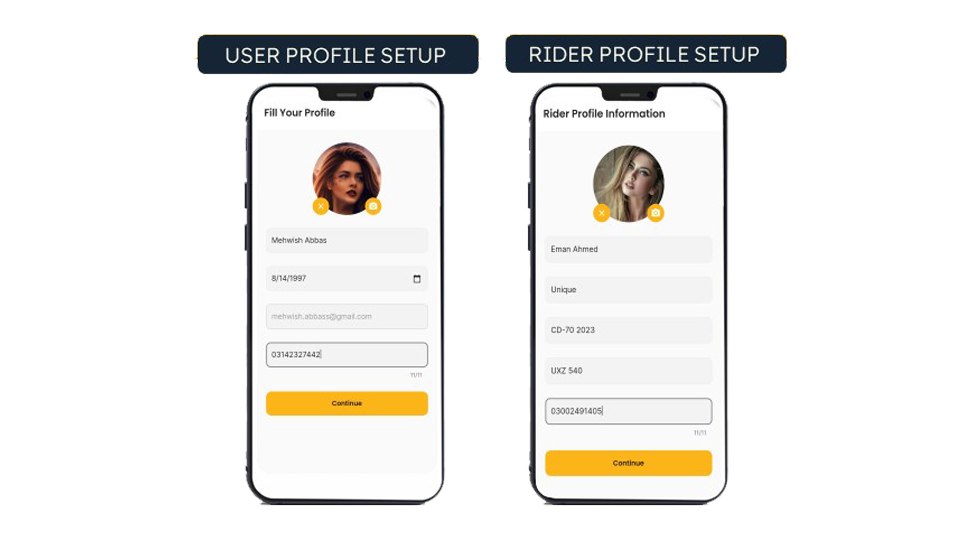 USER PROFILE SETUP
Fill Your Profile
Mehwish Abbas
8/14/1997
mehwish.abbass@gmail.com
03142327442
11/11
Continue
RIDER PROFILE SETUP
Rider Profile Information
Eman Ahmed
Unique
CD-70 2023
UXZ 540
03002491405
11/11
Continue